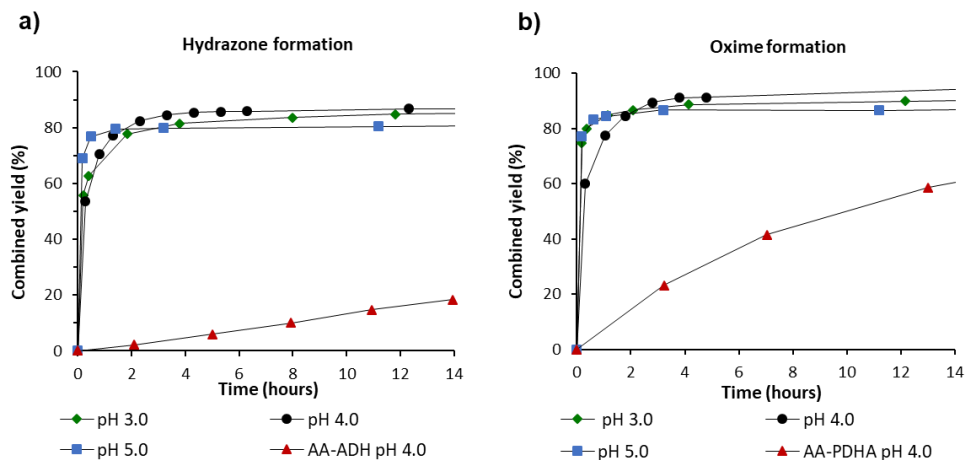 a)
Hydrazone formation
Combined yield (%)
100
80
60
40
20
0
0 2 4 6 8 10 12 14
Time (hours)
pH 3.0 pH 4.0
pH 5.0 AA-ADH pH 4.0
b)
Oxime formation
Combined yield (%)
100
80
60
40
20
0
0 2 4 6 8 10 12 14
Time (hours)
pH 3.0 pH 4.0
pH 5.0 AA-PDHA pH 4.0